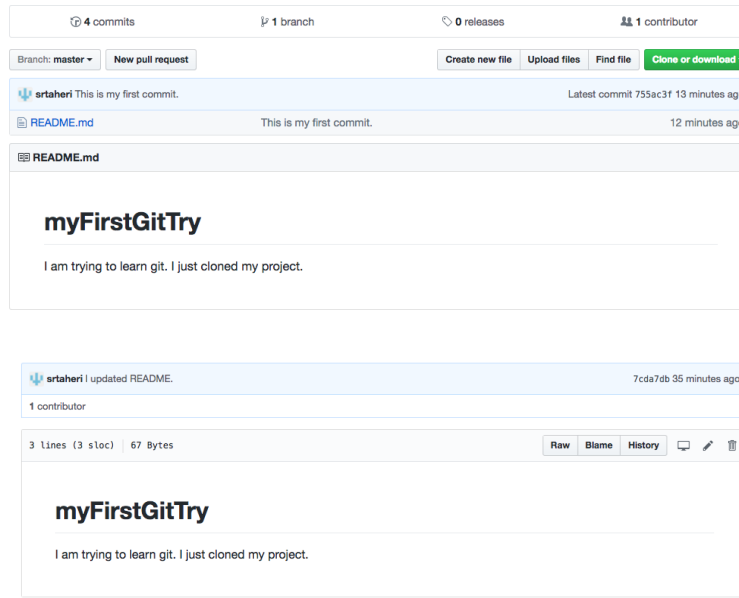 4 commits 1 branch 0 releases 1 contributor
Branch: master New pull request Create new file Upload files Find file Clone or download
srtaheri This is my first commit. Latest commit 755ac3f 13 minutes ag
README.md This is my first commit. 12 minutes ago
README.md
myFirstGitTry
I am trying to learn git. I just cloned my project.
srtaheri I updated README. 7cda7db 35 minutes ago
1 contributor
3 lines (3 sloc) 67 Bytes Raw Blame History
myFirstGitTry
I am trying to learn git. I just cloned my project.